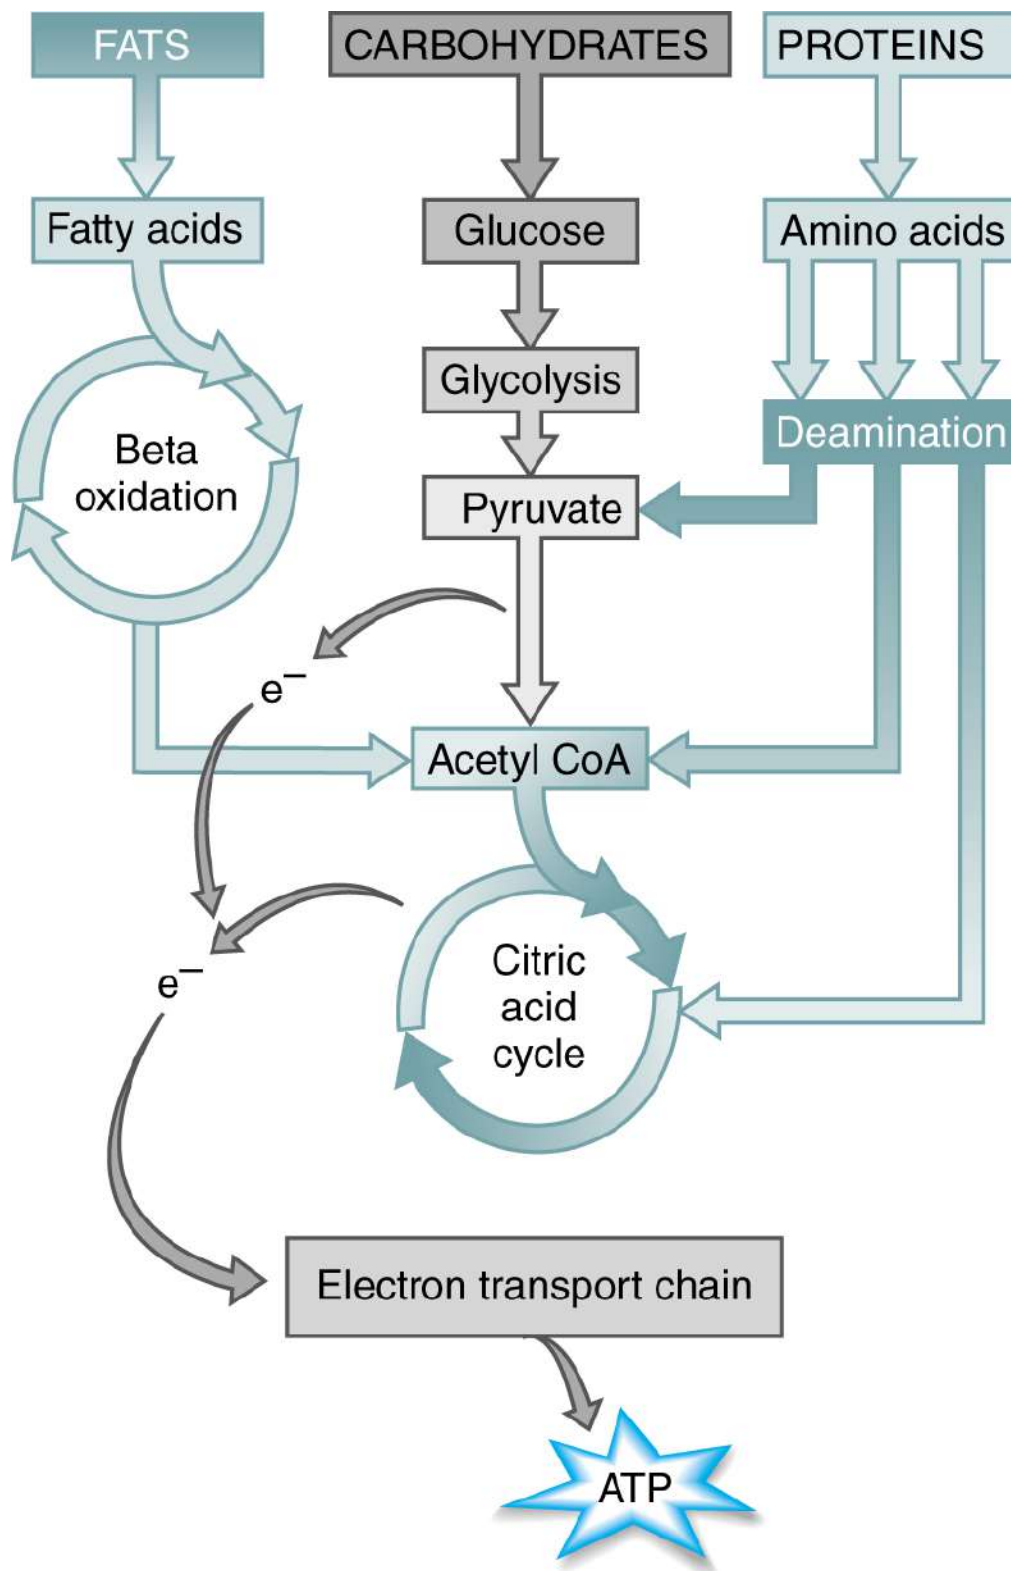 FATS
CARBOHYDRATES
PROTEINS
Fatty acids
Glucose
Amino acids
Glycolysis
Deamination
Beta
oxidation
Pyruvate
e−
Acetyl CoA
e−
Citric
acid
cycle
Electron transport chain
ATP